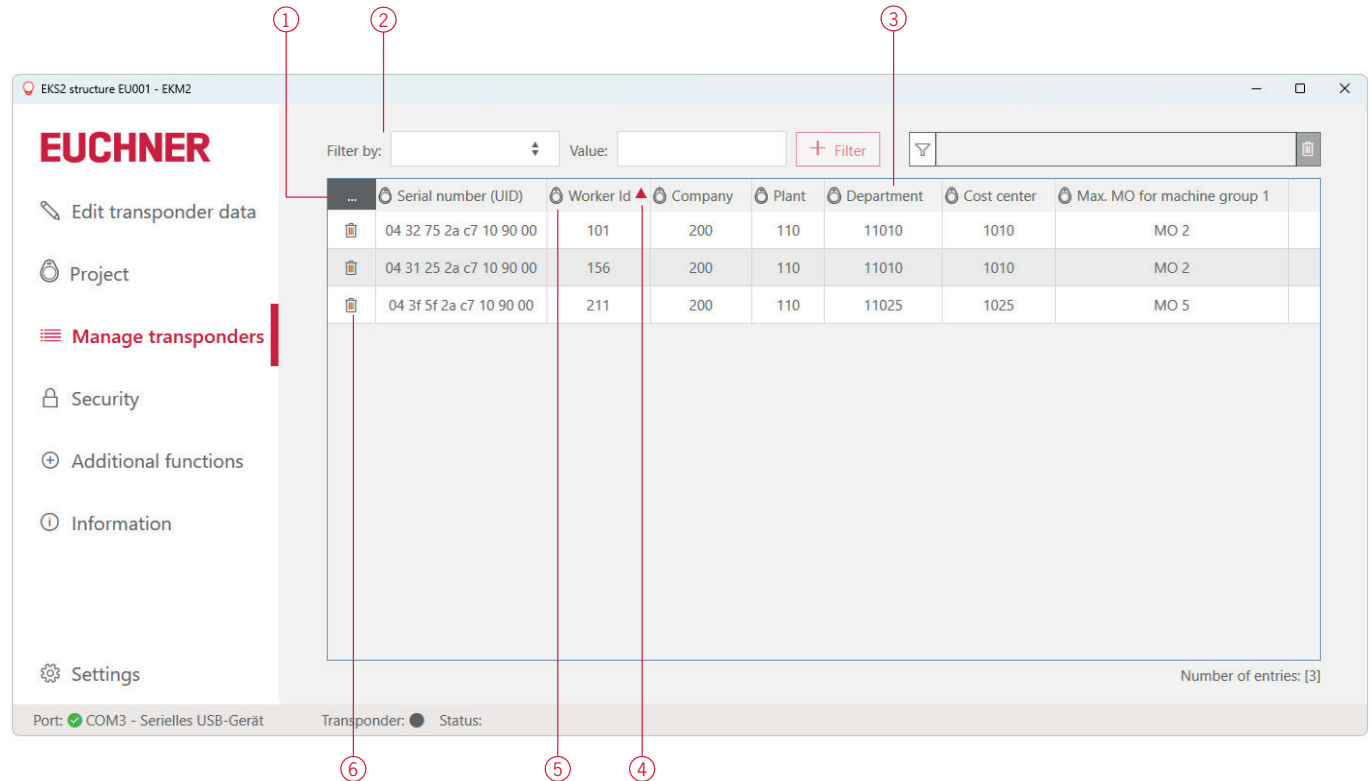 1 2 3
EKS2 structure EU001 - EKM2
EUCHNER
Filter by: Value: + Filter
... Serial number (UID) Worker Id Company Plant Department Cost center Max. MO for machine group 1
04 32 75 2a c7 10 90 00 101 200 110 11010 1010 MO 2
04 31 25 2a c7 10 90 00 156 200 110 11010 1010 MO 2
04 3f 5f 2a c7 10 90 00 211 200 110 11025 1025 MO 5
Edit transponder data
Project
Manage transponders
Security
Additional functions
Information
Settings
Number of entries: [3]
Port: COM3 - Serielles USB-Gerät Transponder: Status:
6 5 4